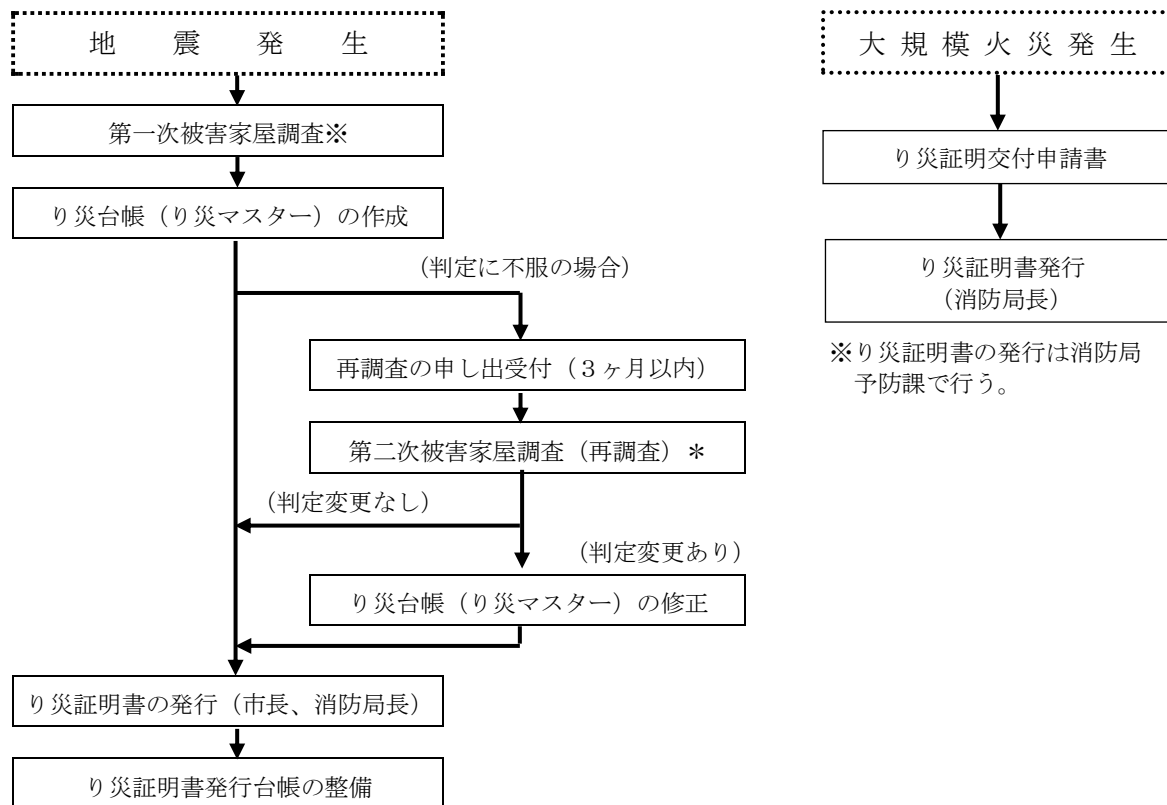 地震発生
第一次被害家屋調査※
り災台帳（り災マスター）の作成
（判定に不服の場合）
再調査の申し出受付（３ヶ月以内）
第二次被害家屋調査（再調査）＊
（判定変更なし）
（判定変更あり）
り災台帳（り災マスター）の修正
り災証明書の発行（市長、消防局長）
り災証明書発行台帳の整備
大規模火災発生
り災証明交付申請書
り災証明書発行
（消防局長）
※り災証明書の発行は消防局
予防課で行う。